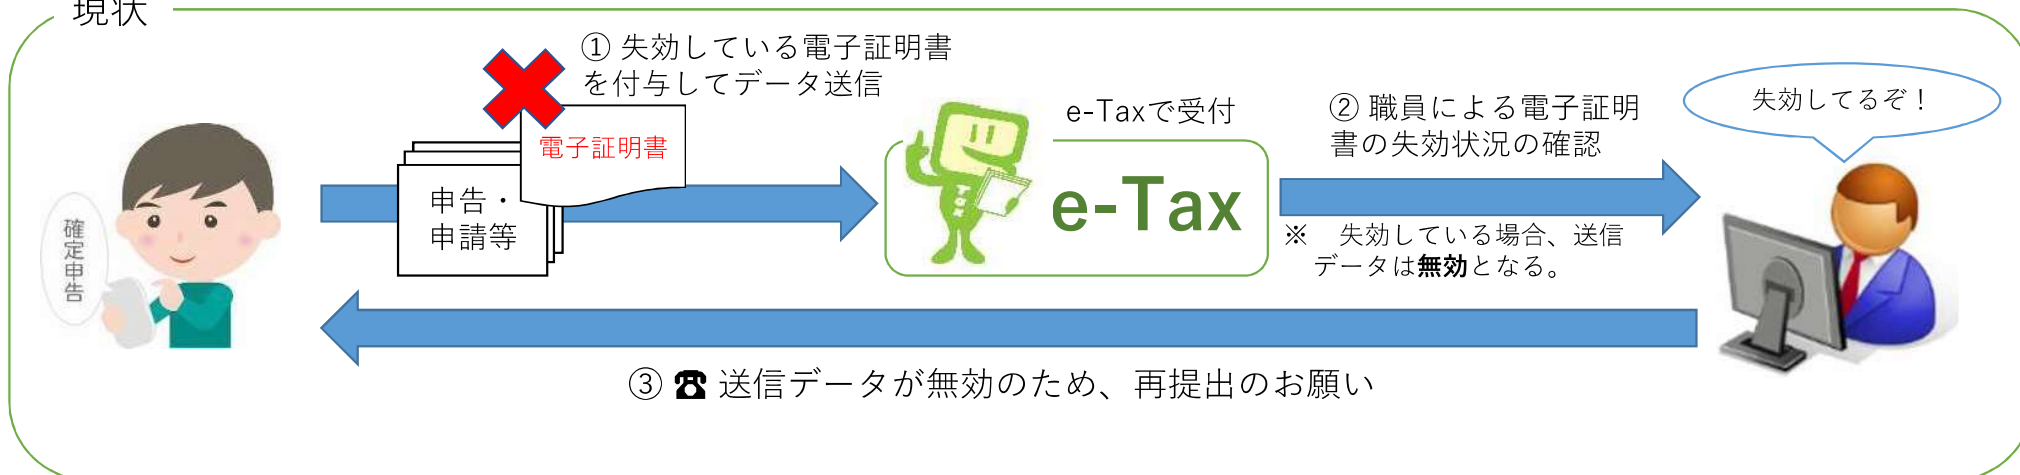 現状
① 失効している電子証明書
を付与してデータ送信
電子証明書
申告・
申請等
確定申告
e-Taxで受付
TAX
e-Tax
② 職員による電子証明
書の失効状況の確認
※ 失効している場合、送信
データは無効となる。
失効してるぞ！
③ ☎ 送信データが無効のため、再提出のお願い